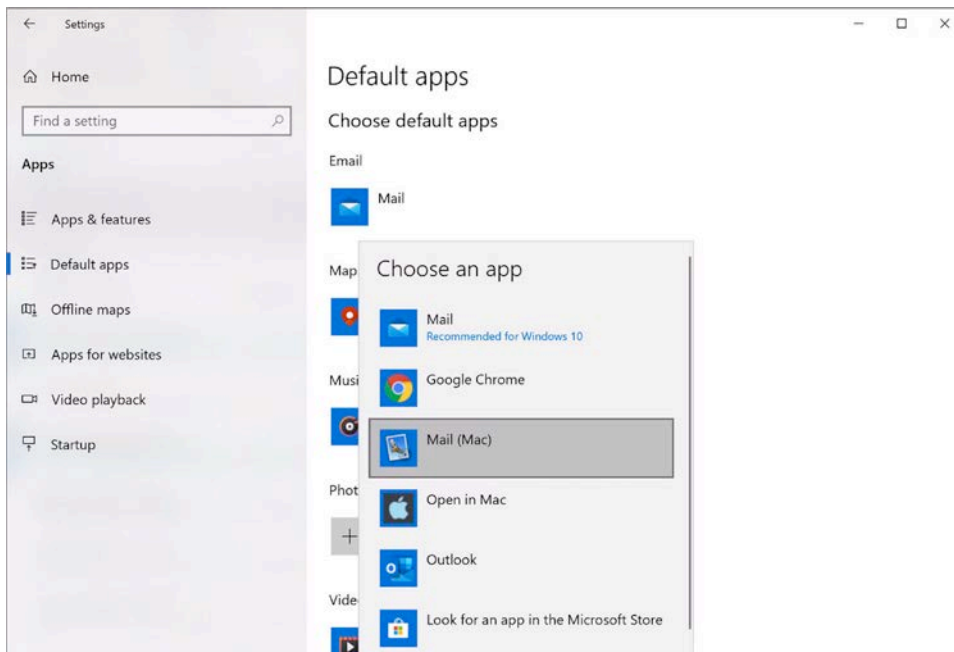 Settings
Home
Find a setting
Apps
Apps & features
Default apps
Offline maps
Apps for websites
Video playback
Startup
Default apps
Choose default apps
Email
Mail
Map
Musi
Phot
Vide
Choose an app
Mail
Recommended for Windows 10
Google Chrome
Mail (Mac)
Open in Mac
Outlook
Look for an app in the Microsoft Store